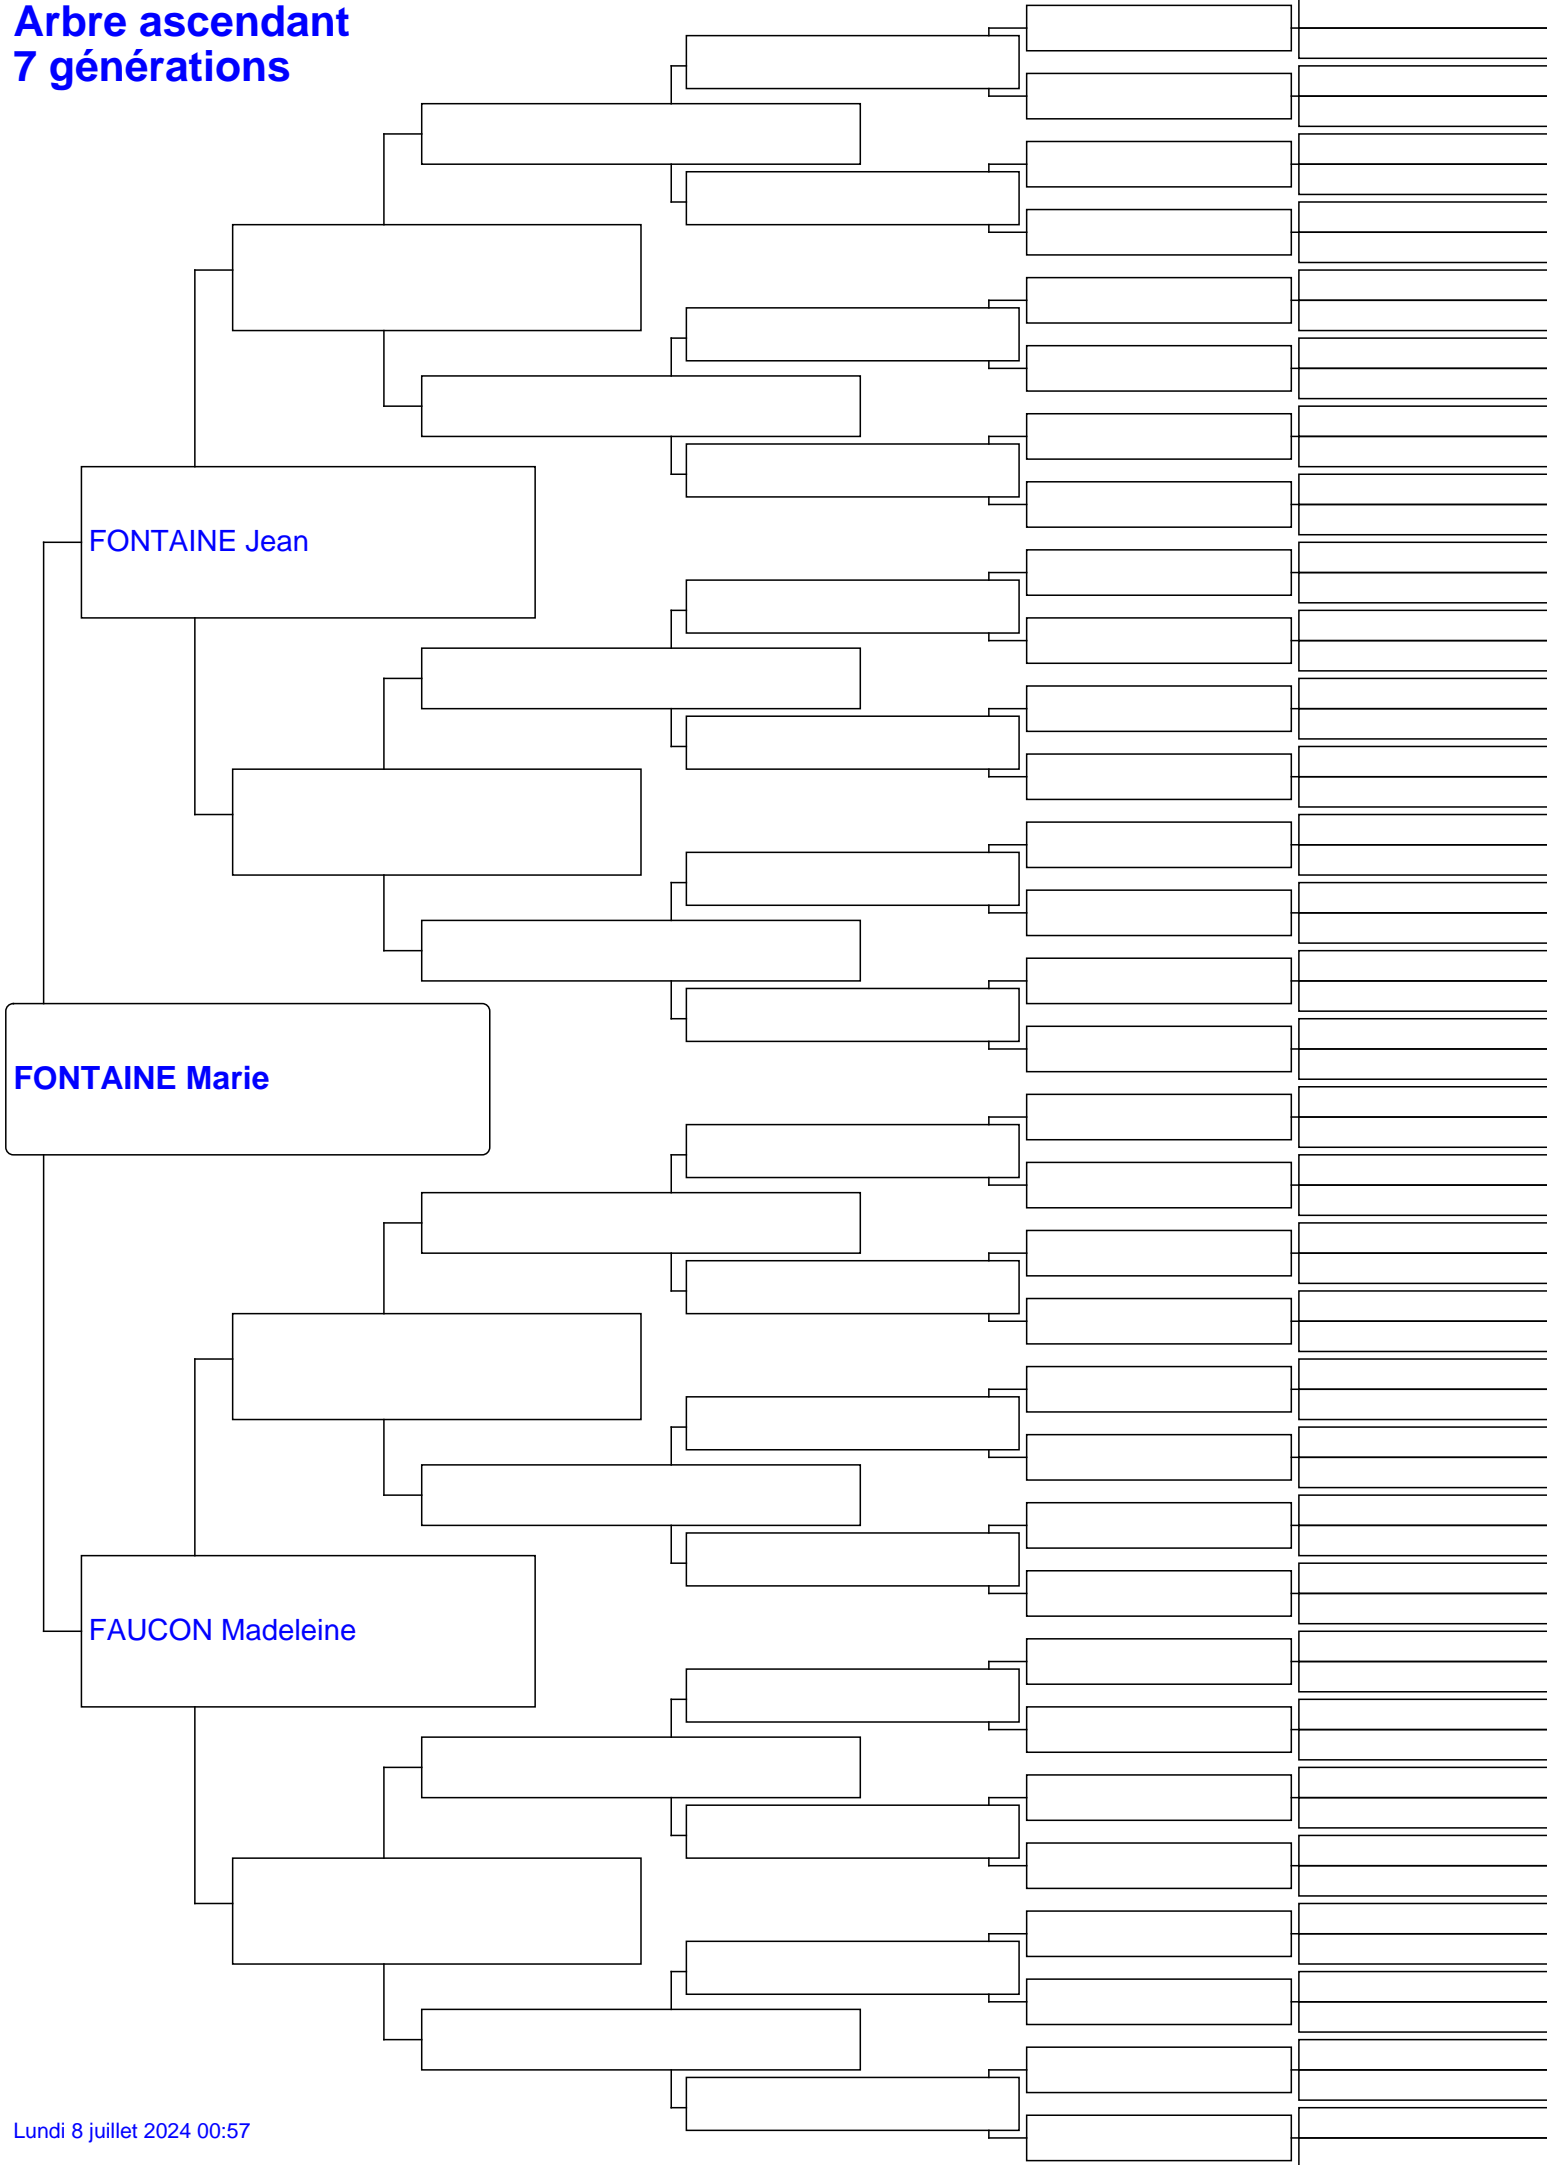 Arbre ascendant
7 générations
FONTAINE Jean
FONTAINE Marie
FAUCON Madeleine
Lundi 8 juillet 2024 00:57